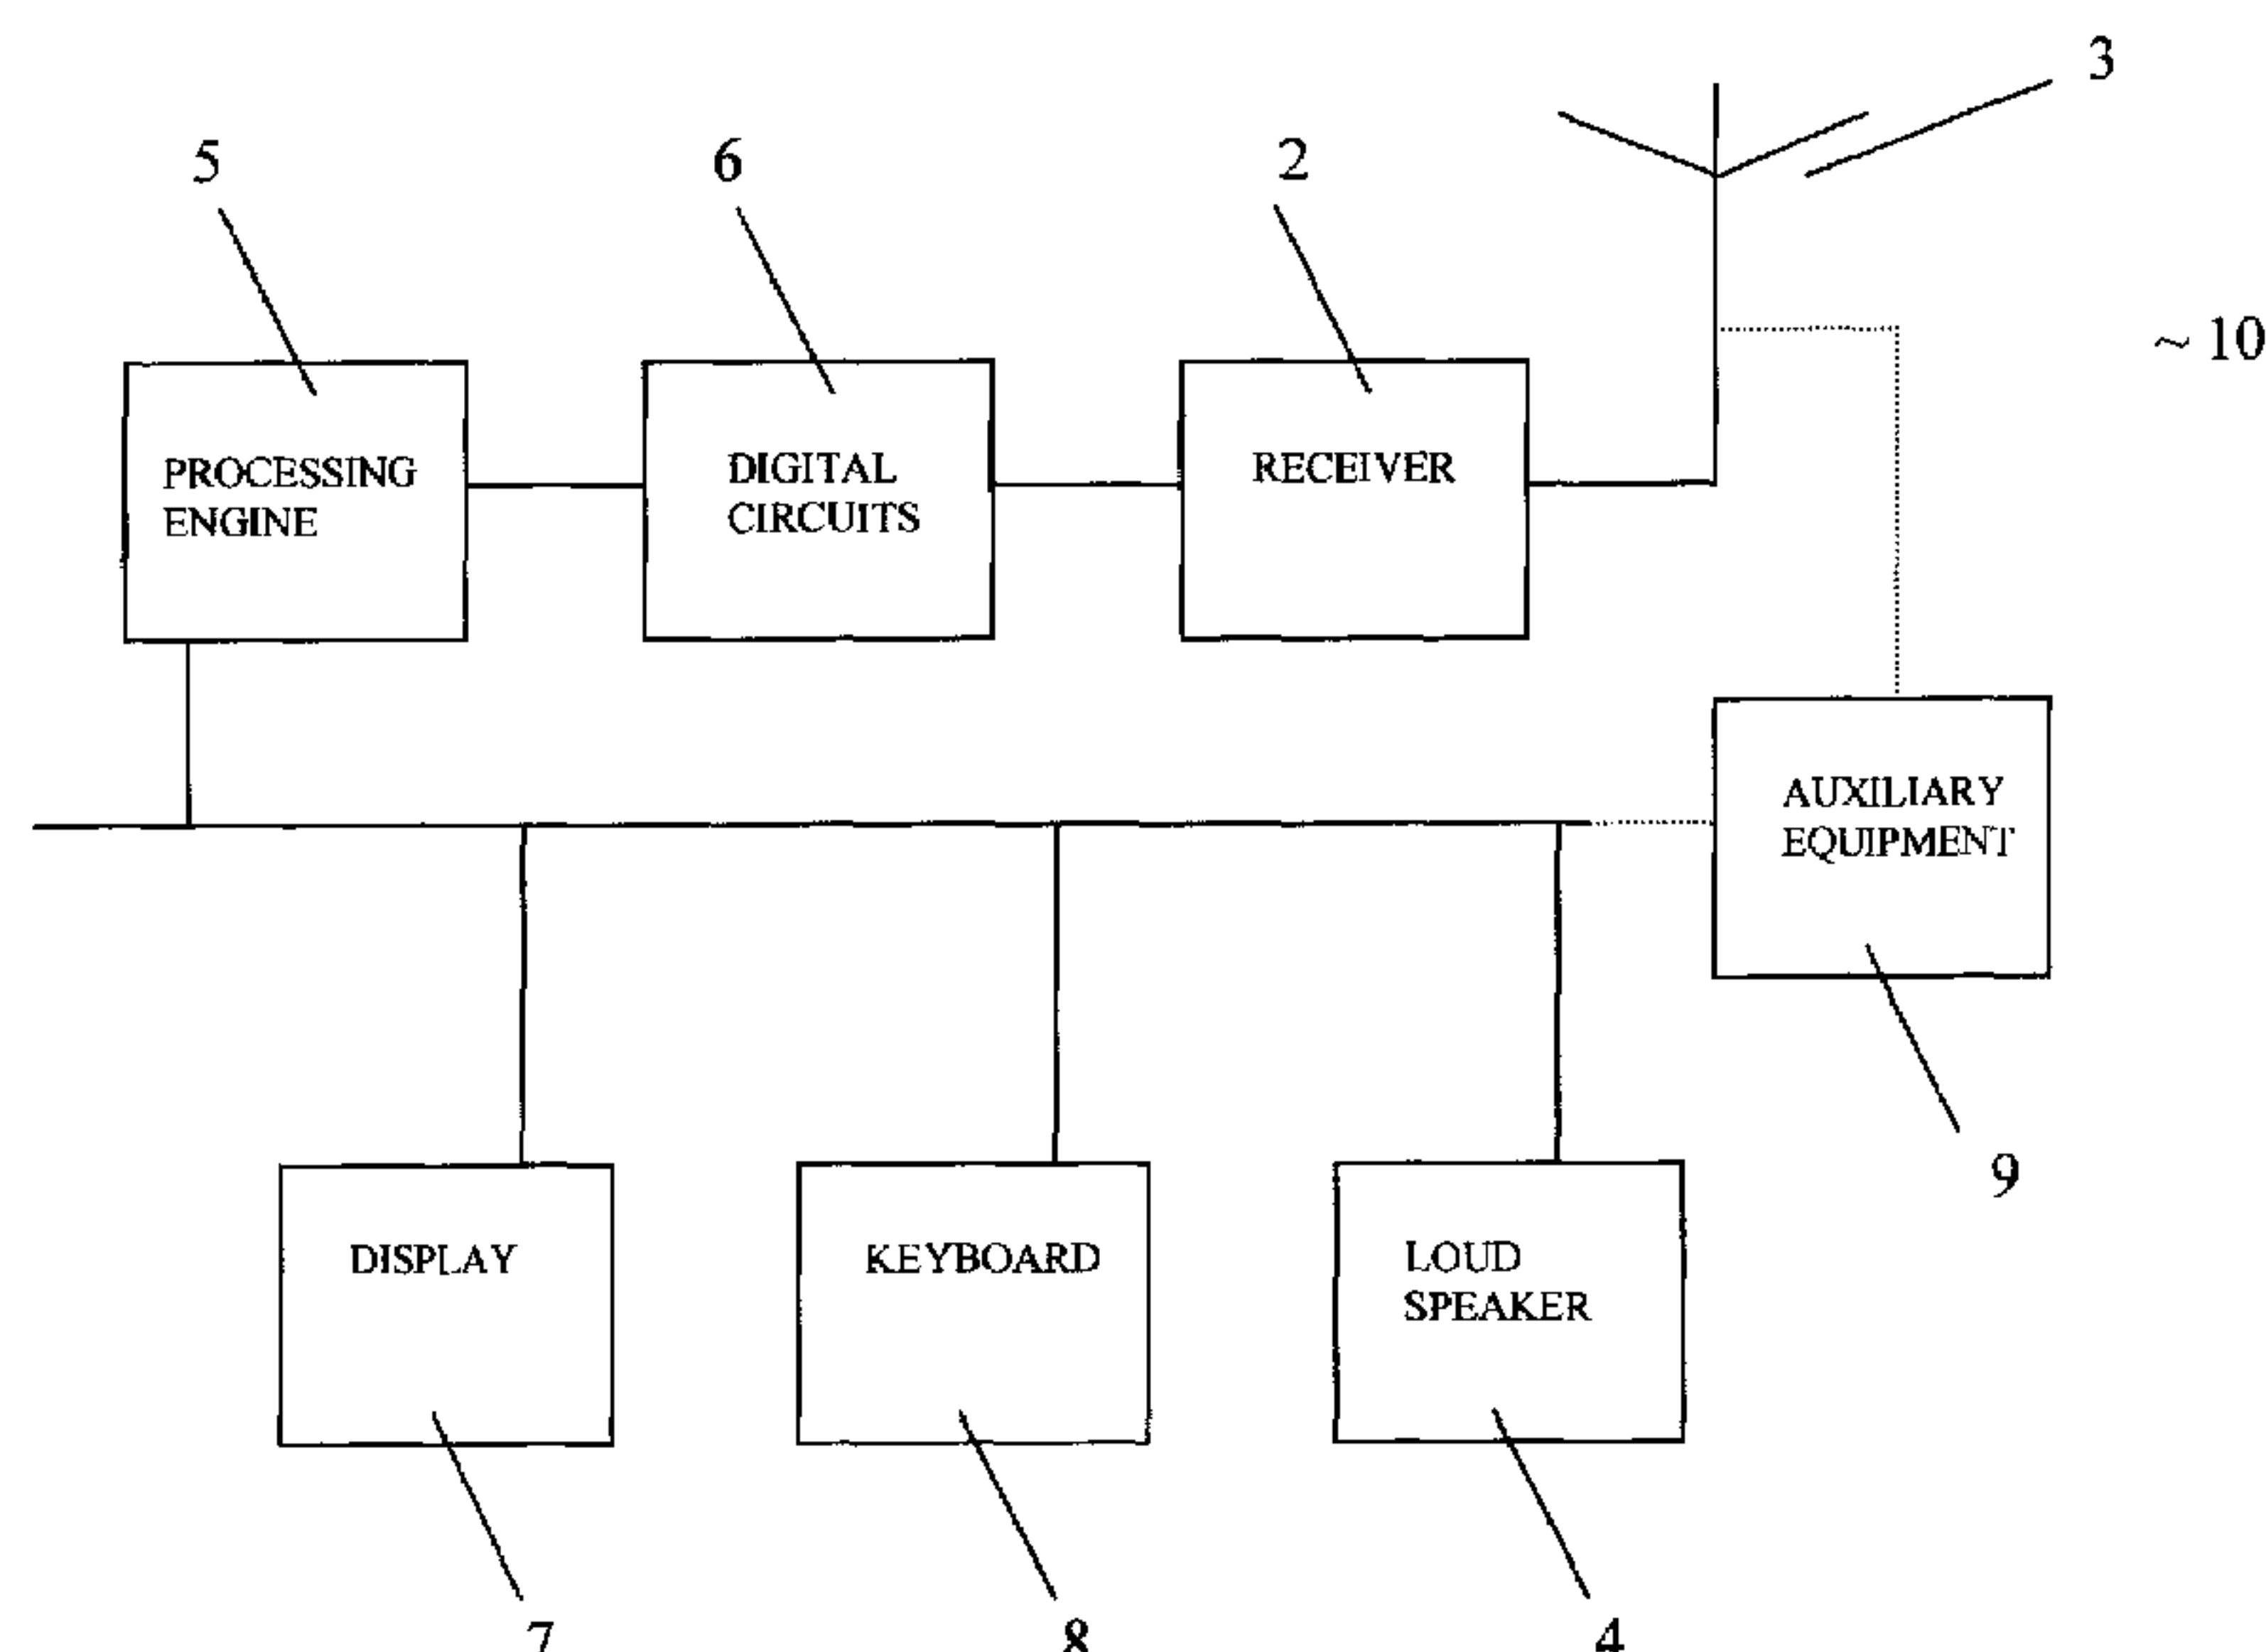 3
5
6
2
~ 10
PROCESSING
ENGINE
DIGITAL
CIRCUITS
RECEIVER
AUXILIARY
EQUIPMENT
9
DISPLAY
KEYBOARD
LOUD
SPEAKER
7
8
4